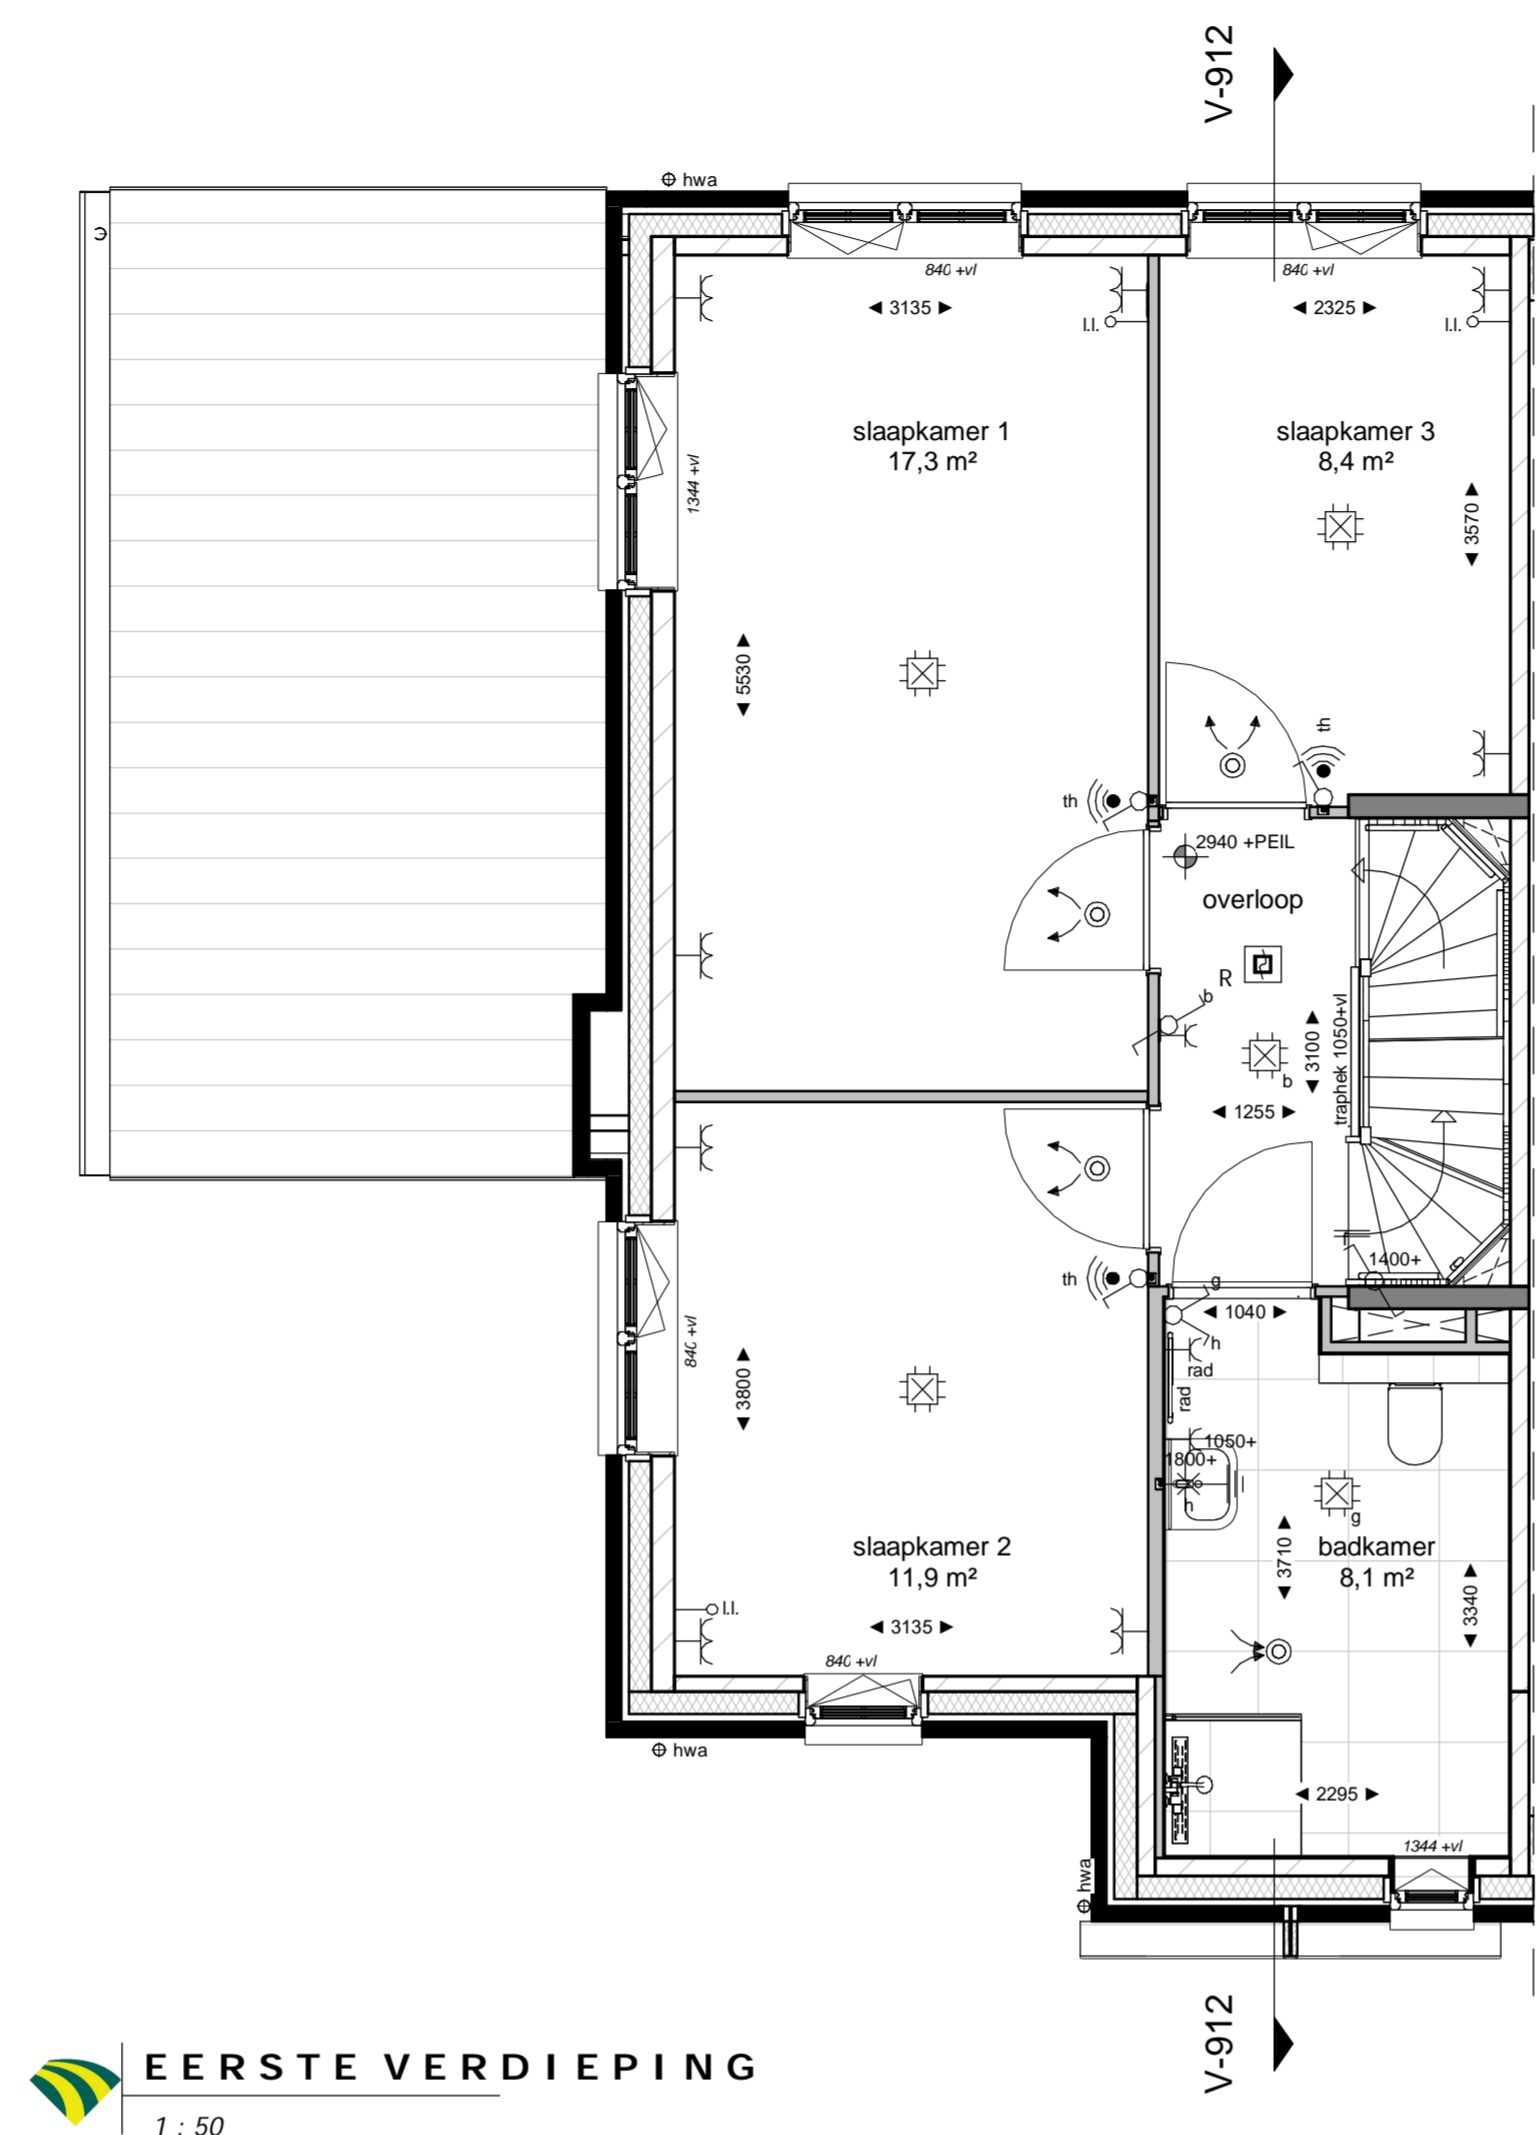 V-912
hwa
840 +vl
840 +vl
3135
2325
l.l.
l.l.
slaapkamer 1
17,3 m²
slaapkamer 3
8,4 m²
1344 +vl
3570
5530
th
th
2940 +PEIL
overloop
R
b
3100
traphek 1050+vl
b
1255
th
1400+
g
1040
h
rad
rad
840 +vl
3800
1050+
1800+
h
g
slaapkamer 2
11,9 m²
badkamer
8,1 m²
3710
3340
l.l.
3135
840 +vl
hwa
2295
1344 +vl
hwa
V-912
EERSTE VERDIEPING
1 : 50